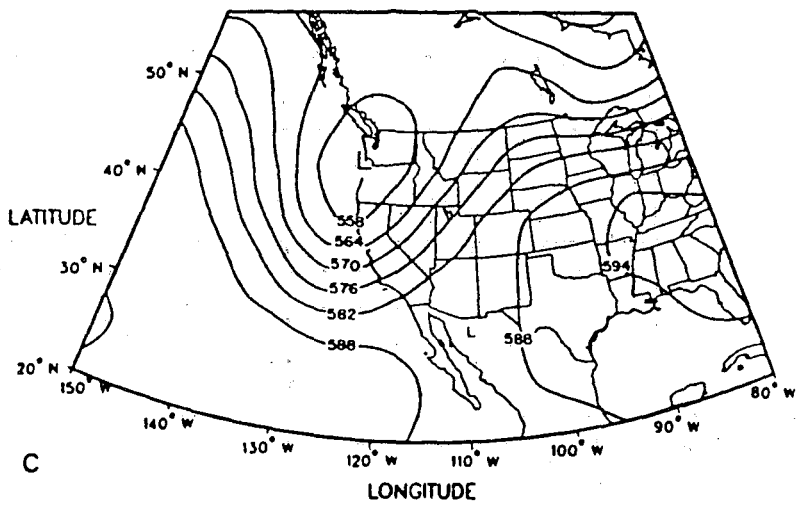 50° N
40° N
LATITUDE
30° N
20° N
150° W
140° W
130° W
120° W
110° W
100° W
90° W
80° W
LONGITUDE
C
L
558
564
570
576
582
588
L
588
594